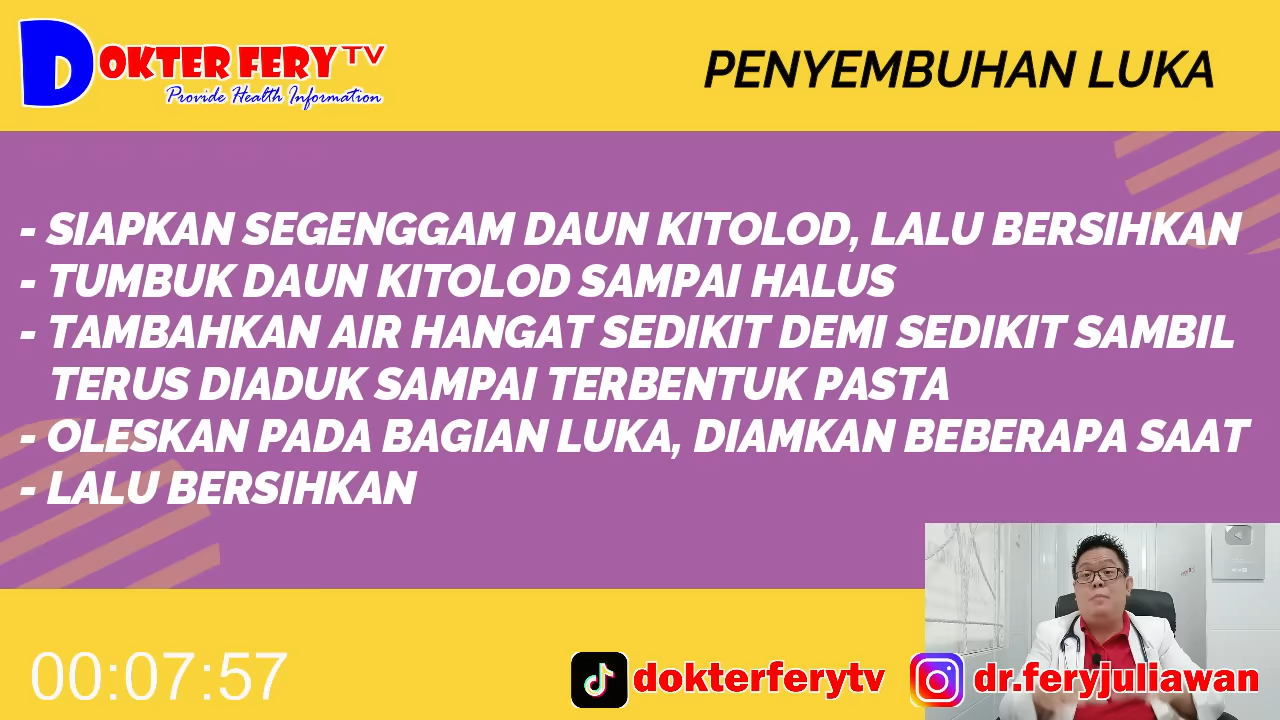 DOKTER FERY TV
Provide Health Information
PENYEMBUHAN LUKA
- SIAPKAN SEGENGGAM DAUN KITOLOD, LALU BERSIHKAN
- TUMBUK DAUN KITOLOD SAMPAI HALUS
- TAMBAHKAN AIR HANGAT SEDIKIT DEMI SEDIKIT SAMBIL
TERUS DIADUK SAMPAI TERBENTUK PASTA
- OLESKAN PADA BAGIAN LUKA, DIAMKAN BEBERAPA SAAT
- LALU BERSIHKAN
00:07:57
dokterferytv
dr.feryjuliawan